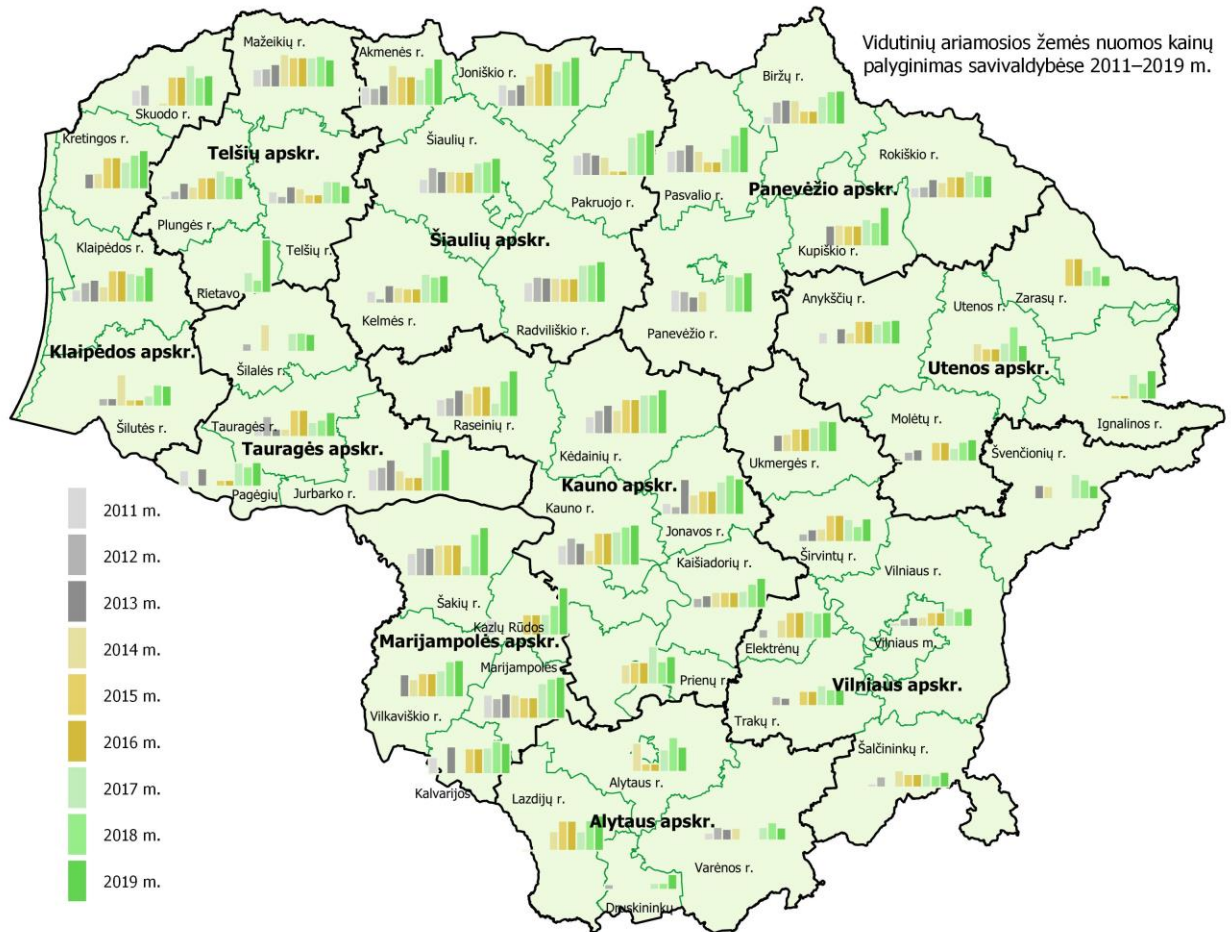 Vidutinių ariamosios žemės nuomos kainų
palyginimas savivaldybėse 2011–2019 m.
Mažeikių r.
Akmenės r.
Joniškio r.
Biržų r.
Skuodo r.
Kretingos r.
Telšių apskr.
Šiaulių r.
Rokiškio r.
Pakruojo r.
Pasvalio r.
Panevėžio apskr.
Plungės r.
Klaipėdos r.
Telšių r.
Šiaulių apskr.
Kupiškio r.
Rietavo
Kelmės r.
Radviliškio r.
Panevėžio r.
Anykščių r.
Utenos r.
Zarasų r.
Klaipėdos apskr.
Šilalės r.
Utenos apskr.
Šilutės r.
Tauragės r.
Raseinių r.
Molėtų r.
Ignalinos r.
Tauragės apskr.
Kėdainių r.
Ukmergės r.
Švenčionių r.
Pagėgių
Jurbarko r.
Kauno apskr.
Kauno r.
Jonavos r.
Širvintų r.
Kaišiadorių r.
Vilniaus r.
Šakių r.
Kazlų Rūdos
Marijampolės apskr.
Elektrėnų
Vilniaus m.
Marijampolės
Prienų r.
Vilniaus apskr.
Vilkaviškio r.
Trakų r.
Šalčininkų r.
Kalvarijos
Lazdijų r.
Alytaus r.
Alytaus apskr.
Varėnos r.
Druskininkų
2011 m.
2012 m.
2013 m.
2014 m.
2015 m.
2016 m.
2017 m.
2018 m.
2019 m.